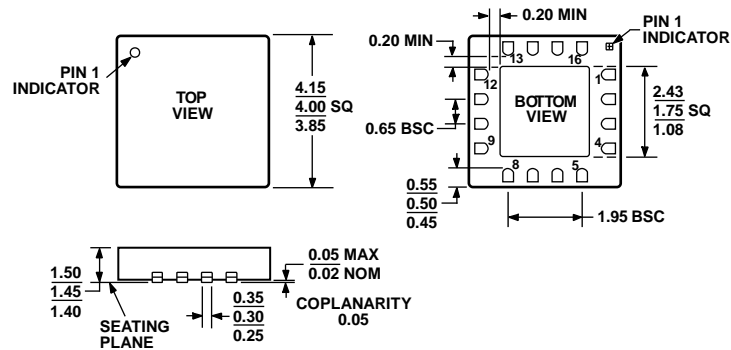 PIN 1
INDICATOR
TOP
VIEW
4.15
4.00 SQ
3.85
0.20 MIN
0.20 MIN
PIN 1
INDICATOR
13
16
12
1
BOTTOM
VIEW
2.43
1.75 SQ
1.08
0.65 BSC
9
4
8
5
0.55
0.50
0.45
1.95 BSC
1.50
1.45
1.40
SEATING
PLANE
0.05 MAX
0.02 NOM
COPLANARITY
0.05
0.35
0.30
0.25